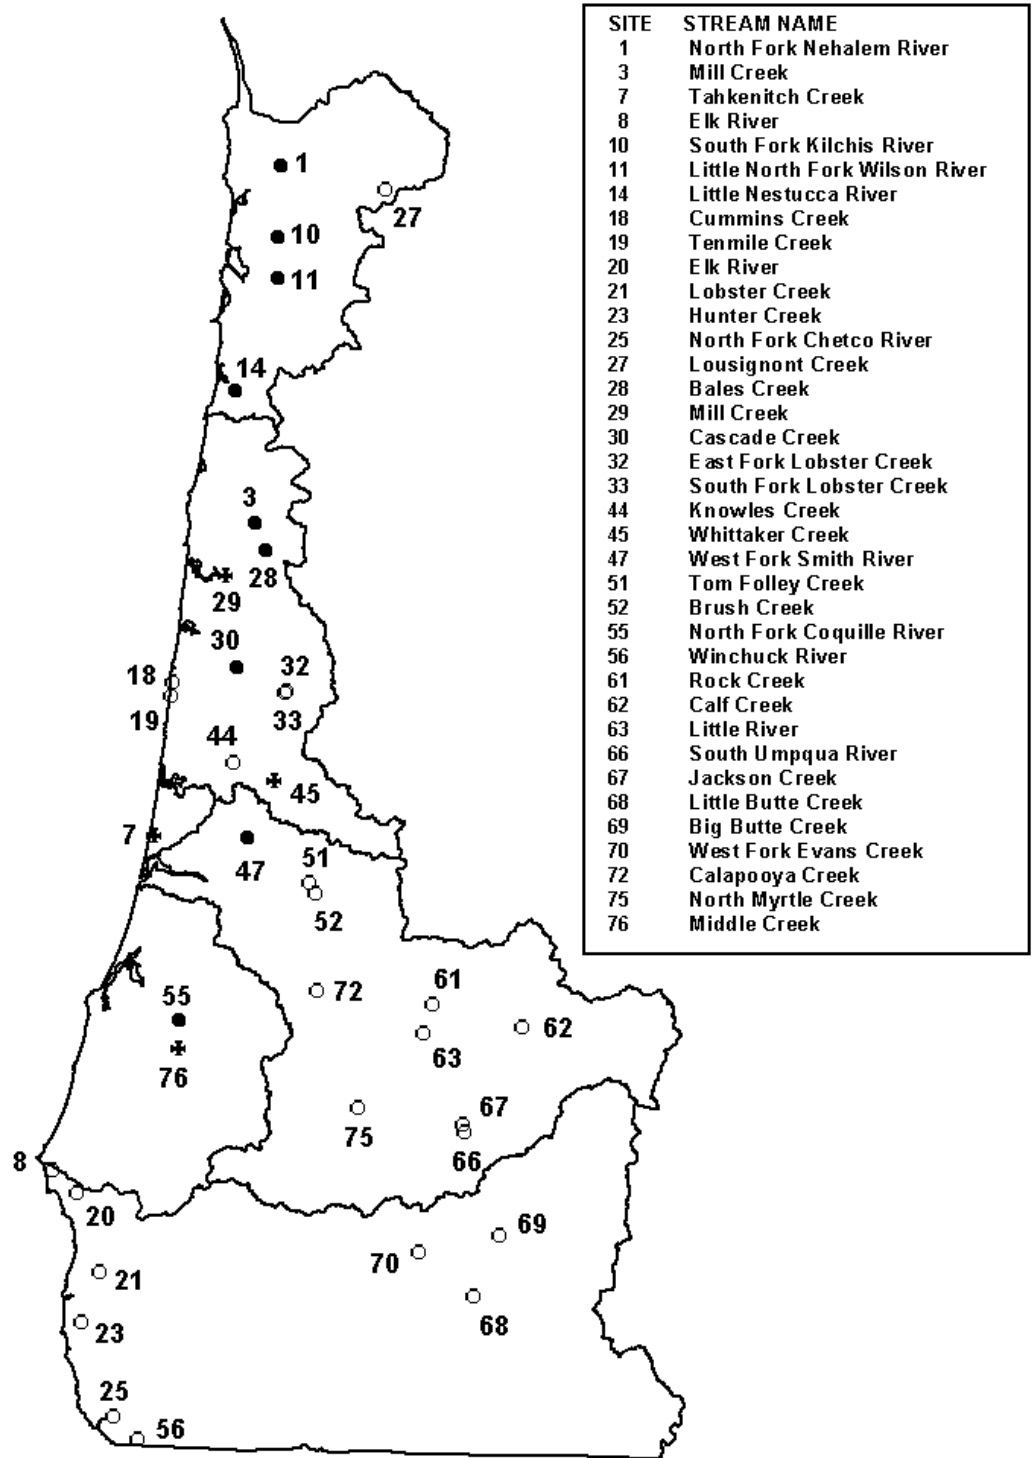 SITE STREAM NAME
1 North Fork Nehalem River
3 Mill Creek
7 Tahkenitch Creek
8 Elk River
10 South Fork Kilchis River
11 Little North Fork Wilson River
14 Little Nestucca River
18 Cummins Creek
19 Tenmile Creek
20 Elk River
21 Lobster Creek
23 Hunter Creek
25 North Fork Chetco River
27 Lousignont Creek
28 Bales Creek
29 Mill Creek
30 Cascade Creek
32 East Fork Lobster Creek
33 South Fork Lobster Creek
44 Knowles Creek
45 Whittaker Creek
47 West Fork Smith River
51 Tom Folley Creek
52 Brush Creek
55 North Fork Coquille River
56 Winchuck River
61 Rock Creek
62 Calf Creek
63 Little River
66 South Umpqua River
67 Jackson Creek
68 Little Butte Creek
69 Big Butte Creek
70 West Fork Evans Creek
72 Calapooya Creek
75 North Myrtle Creek
76 Middle Creek
1
27
10
11
14
3
28
29
30
18
32
19
33
44
45
7
47
51
52
72
61
55
62
63
76
67
75
66
8
20
69
70
21
68
23
25
56